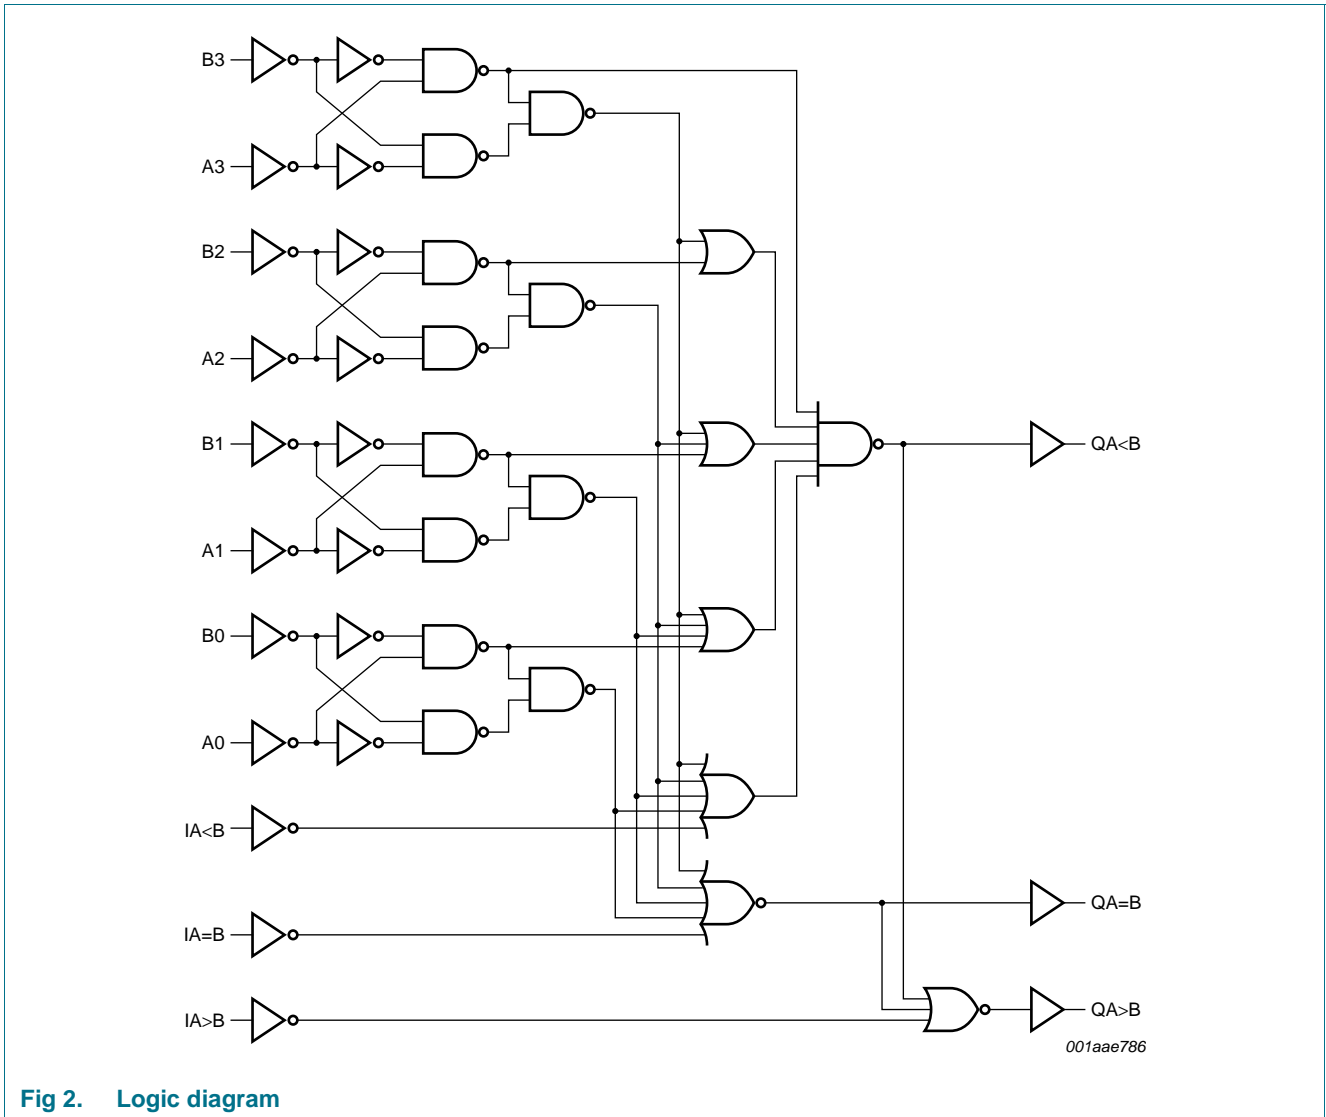 B3
A3
B2
A2
B1
QA<B
A1
B0
A0
IA<B
QA=B
IA=B
QA>B
IA>B
001aae786
Fig 2. Logic diagram